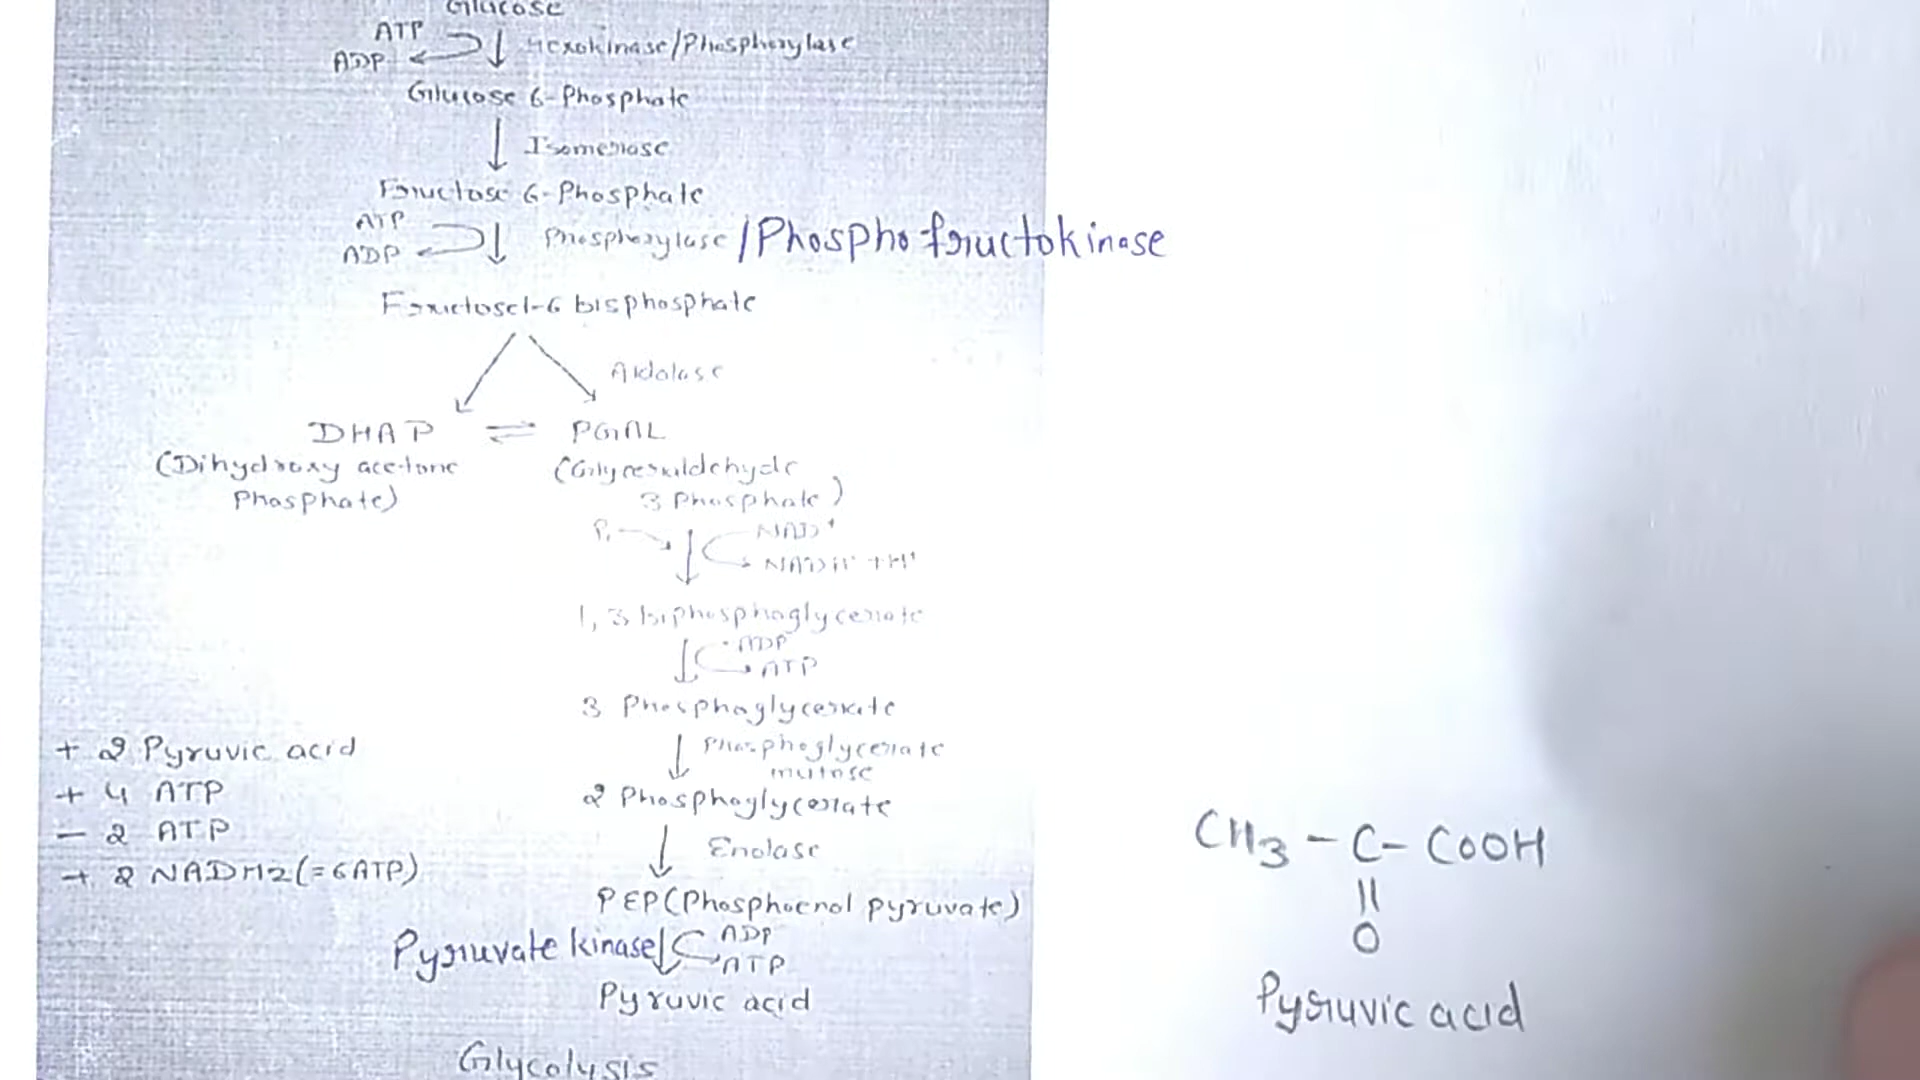 Glucose
ATP
Hexokinase/Phosphorylase
ADP
Glucose 6-Phosphate
Isomerase
Fructose 6-Phosphate
ATP
Phosphorylase/Phosphofructokinase
ADP
Fructose1-6 bisphosphate
Aldolase
DHAP ⇌ PGAL
(Dihydroxy acetone
Phosphate)
(Glyceraldehyde
3 Phosphate)
Pi
NAD+
NADH + H+
1,3 biphosphoglycerate
ADP
ATP
3 Phosphoglycerate
Phosphoglycerate
mutase
2 Phosphoglycerate
Enolase
PEP(Phosphoenol pyruvate)
Pyruvate kinase
ADP
ATP
Pyruvic acid
Glycolysis
+ 2 Pyruvic acid
+ 4 ATP
- 2 ATP
+ 2 NADH2(=6ATP)
CH3-C-COOH
||
O
Pyruvic acid